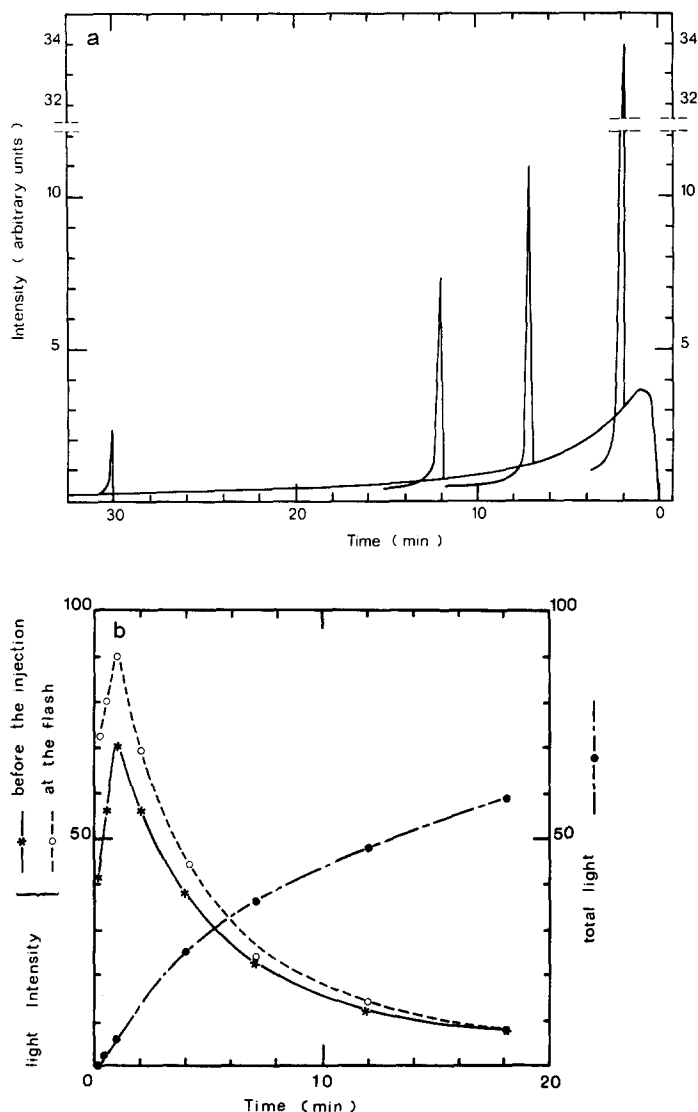 a
34
32
10
5
34
32
10
5
Intensity ( arbitrary units )
30
20
10
0
Time ( min )
b
100
50
0
100
50
10
20
light Intensity
before the injection
at the flash
total light
Time (min)